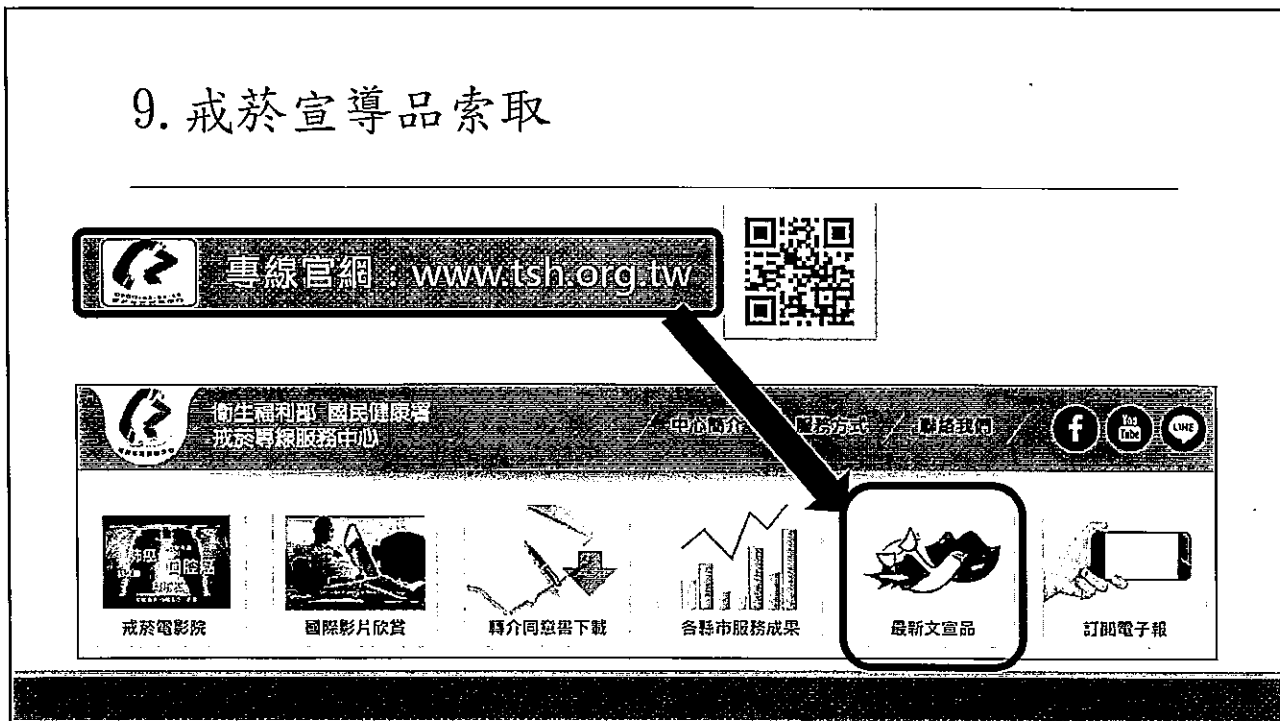 9. 戒菸宣導品索取
專線官網：www.tsh.org.tw
衛生福利部 國民健康署
戒菸專線服務中心
中心簡介 / 服務方式 / 聯絡我們 /
You Tube
LINE
戒菸電影院
國際影片欣賞
轉介同意書下載
各縣市服務成果
最新文宣品
訂閱電子報